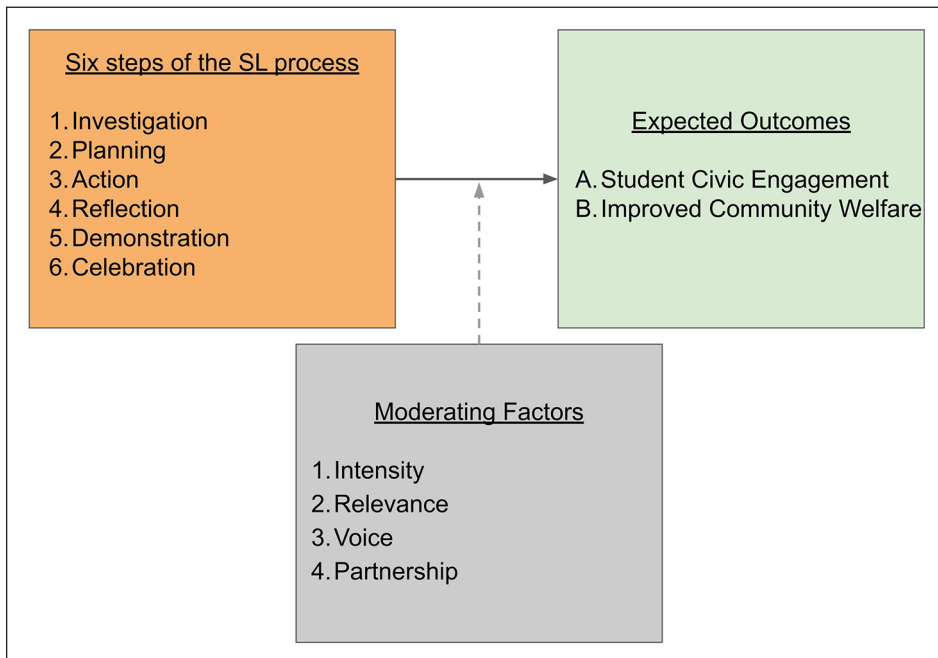 Six steps of the SL process
1. Investigation
2. Planning
3. Action
4. Reflection
5. Demonstration
6. Celebration
Expected Outcomes
A. Student Civic Engagement
B. Improved Community Welfare
Moderating Factors
1. Intensity
2. Relevance
3. Voice
4. Partnership